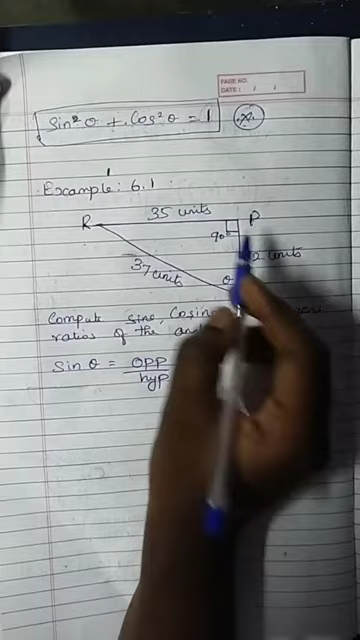 PAGE NO.
DATE : / /
Sin²θ + Cos²θ = 1
Example: 6.1
35 units
R
P
90°
2 units
37 units
θ
Compute sine, Cosine
ratios of the
Sin θ = opp
hyp